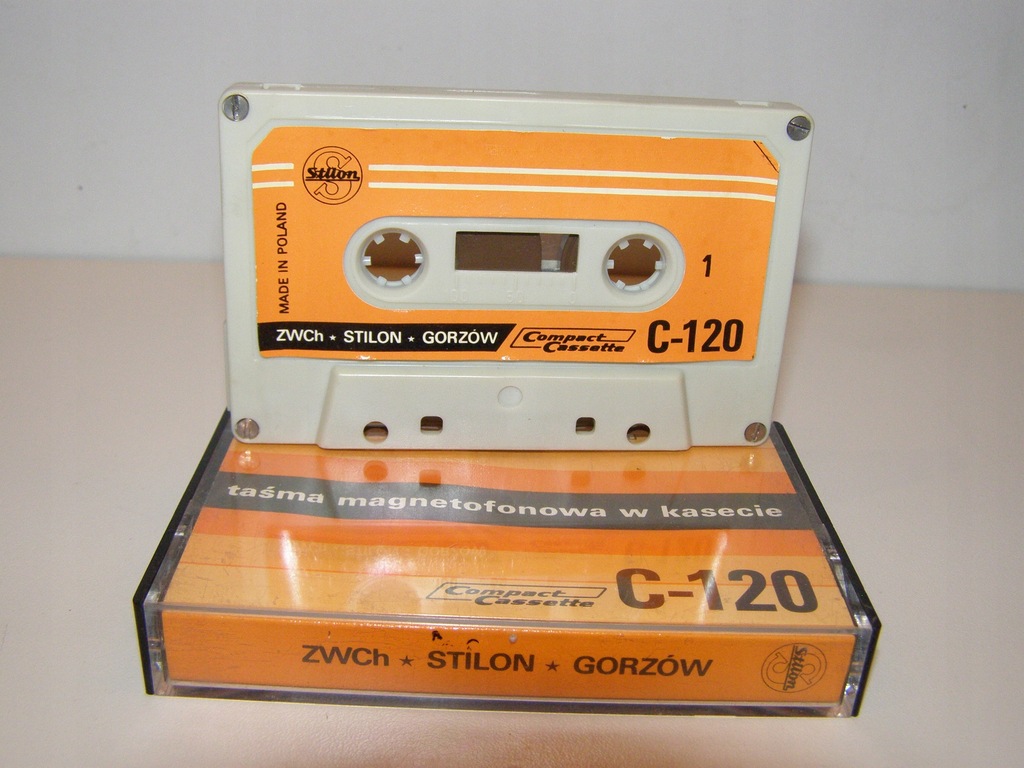 Stilon
MADE IN POLAND
1
ZWCh ★ STILON ★ GORZÓW
Compact
Cassette
C-120
taśma magnetofonowa w kasecie
Compact
Cassette
C-120
ZWCh ★ STILON ★ GORZÓW
Stilon